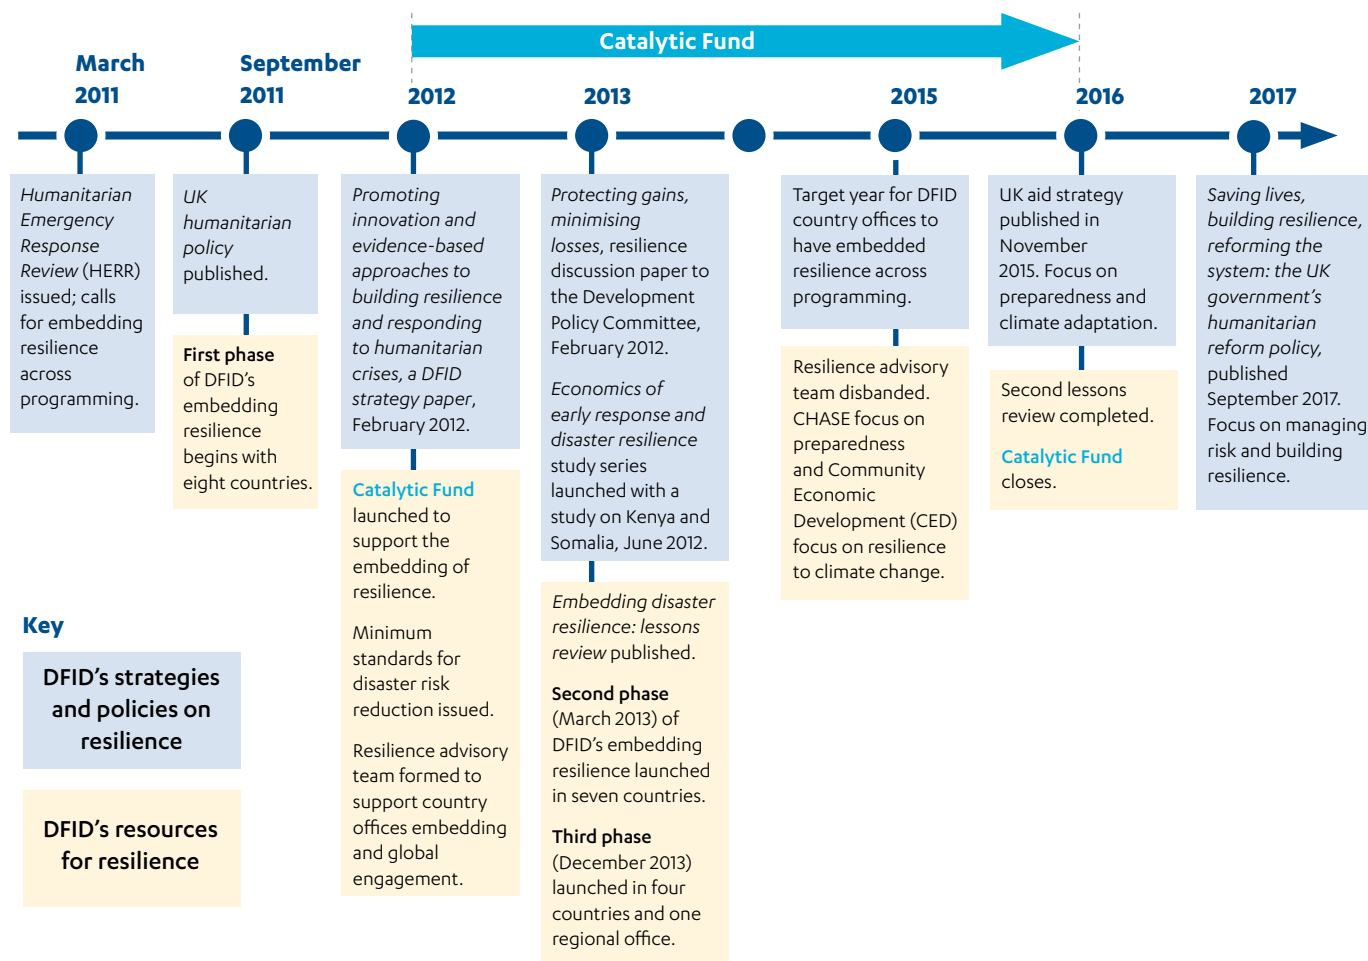 Catalytic Fund
March
2011
September
2011
2012
2013
2015
2016
2017
Humanitarian
Emergency
Response
Review (HERR)
issued; calls
for embedding
resilience
across
programming.
UK
humanitarian
policy
published.
First phase
of DFID's
embedding
resilience
begins with
eight countries.
Promoting
innovation and
evidence-based
approaches to
building resilience
and responding
to humanitarian
crises, a DFID
strategy paper,
February 2012.
Catalytic Fund
launched to
support the
embedding of
resilience.
Minimum
standards for
disaster risk
reduction issued.
Resilience advisory
team formed to
support country
offices embedding
and global
engagement.
Protecting gains,
minimising
losses, resilience
discussion paper to
the Development
Policy Committee,
February 2012.
Economics of
early response and
disaster resilience
study series
launched with a
study on Kenya and
Somalia, June 2012.
Embedding disaster
resilience: lessons
review published.
Second phase
(March 2013) of
DFID's embedding
resilience launched
in seven countries.
Third phase
(December 2013)
launched in four
countries and one
regional office.
Target year for DFID
country offices to
have embedded
resilience across
programming.
Resilience advisory
team disbanded.
CHASE focus on
preparedness
and Community
Economic
Development (CED)
focus on resilience
to climate change.
UK aid strategy
published in
November
2015. Focus on
preparedness and
climate adaptation.
Second lessons
review completed.
Catalytic Fund
closes.
Saving lives,
building resilience,
reforming the
system: the UK
government's
humanitarian
reform policy,
published
September 2017.
Focus on managing
risk and building
resilience.
Key
DFID's strategies
and policies on
resilience
DFID's resources
for resilience